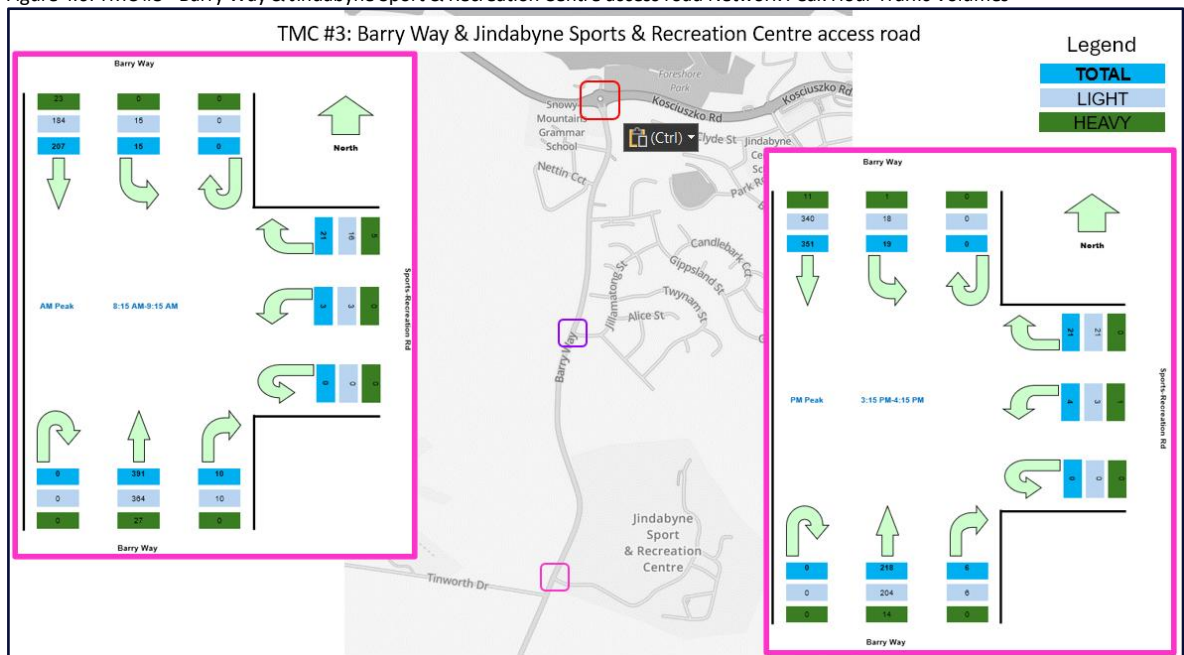 TMC #3: Barry Way & Jindabyne Sports & Recreation Centre access road
Legend
TOTAL
LIGHT
HEAVY
Barry Way
23 0 0
184 15 0
207 15 0
North
21 16 5
AM Peak 8:15 AM-9:15 AM
3 3 0
Sports-Recreation Rd
0 0 0
0 391 10
0 364 10
0 27 0
Barry Way
Foreshore
Park
Kosciuszko Rd
Kosciuszko Rd
Snowy
Mountains
Grammar
School
(Ctrl)
Clyde St
Jindabyne
Nettin Cct
Park
Candlebark Cct
Gippsland St
Twynam St
Jillamatong St
Alice St
Barry Way
Jindabyne
Sport
& Recreation
Centre
Tinworth Dr
Barry Way
11 1 0
340 18 0
351 19 0
North
21 21 0
PM Peak 3:15 PM-4:15 PM
4 3 1
Sports-Recreation Rd
0 0 0
0 218 6
0 204 6
0 14 0
Barry Way